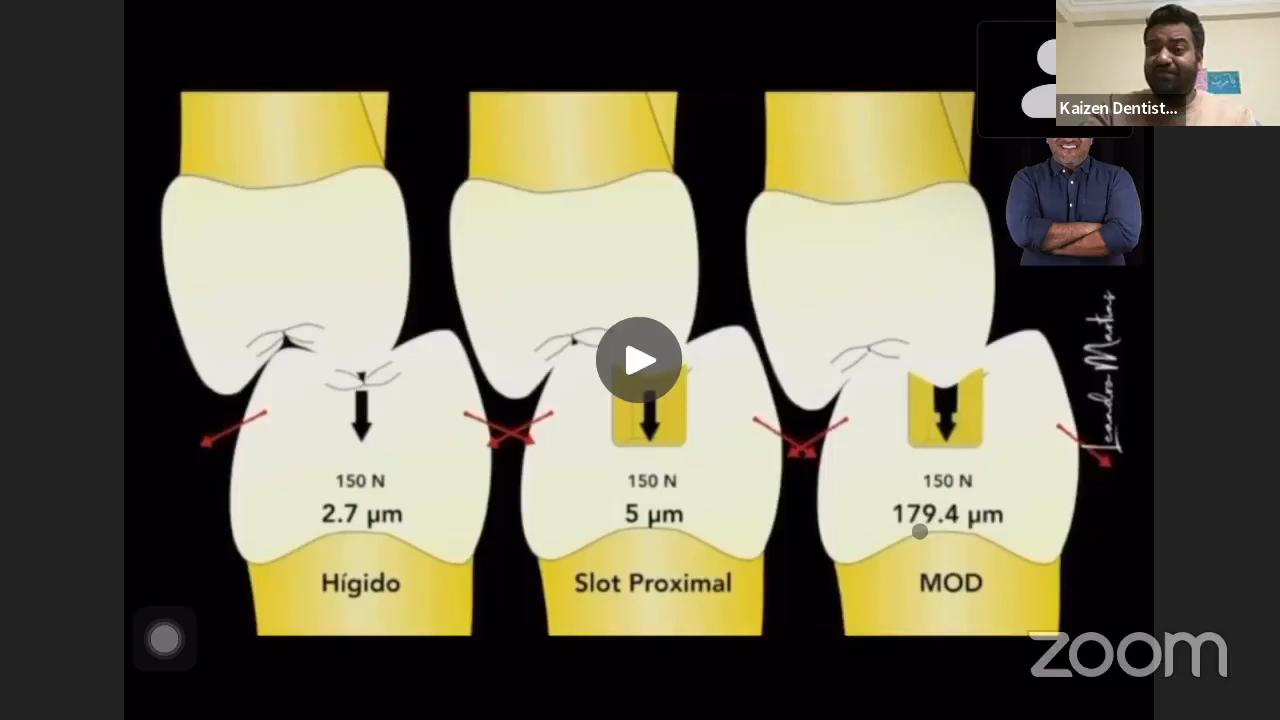 Kaizen Dentist...
Leandro Martins
150 N
2.7 μm
Hígido
150 N
5 μm
Slot Proximal
150 N
179.4 μm
MOD
zoom